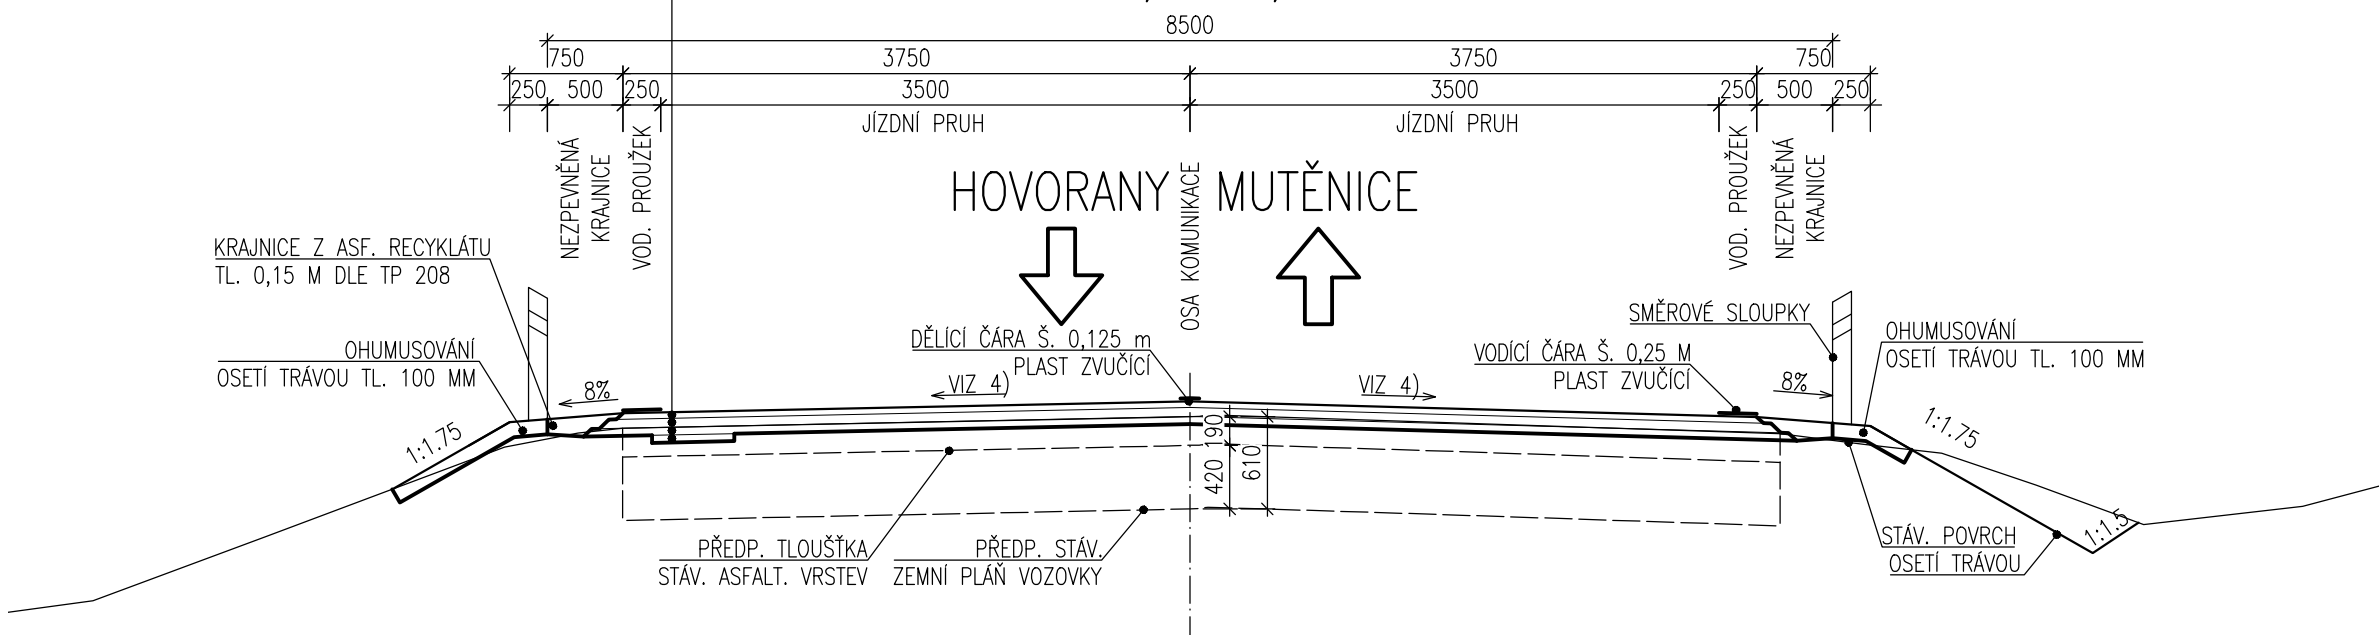 8500
750
3750
3750
750
250
500
250
3500
3500
250
500
250
JÍZDNÍ PRUH
JÍZDNÍ PRUH
NEZPEVNĚNÁ
KRAJNICE
VOD. PROUŽEK
OSA KOMUNIKACE
VOD. PROUŽEK
NEZPEVNĚNÁ
KRAJNICE
HOVORANY
MUTĚNICE
KRAJNICE Z ASF. RECYKLÁTU
TL. 0,15 M DLE TP 208
OHUMUSOVÁNÍ
OSETÍ TRÁVOU TL. 100 MM
DĚLÍCÍ ČÁRA Š. 0,125 m
PLAST ZVUČÍCÍ
SMĚROVÉ SLOUPKY
VODÍCÍ ČÁRA Š. 0,25 M
PLAST ZVUČÍCÍ
OHUMUSOVÁNÍ
OSETÍ TRÁVOU TL. 100 MM
8%
VIZ 4)
VIZ 4)
8%
1:1.75
1:1.75
190
420
610
PŘEDP. TLOUŠŤKA
STÁV. ASFALT. VRSTEV
PŘEDP. STÁV.
ZEMNÍ PLÁŇ VOZOVKY
1:1.5
STÁV. POVRCH
OSETÍ TRÁVOU